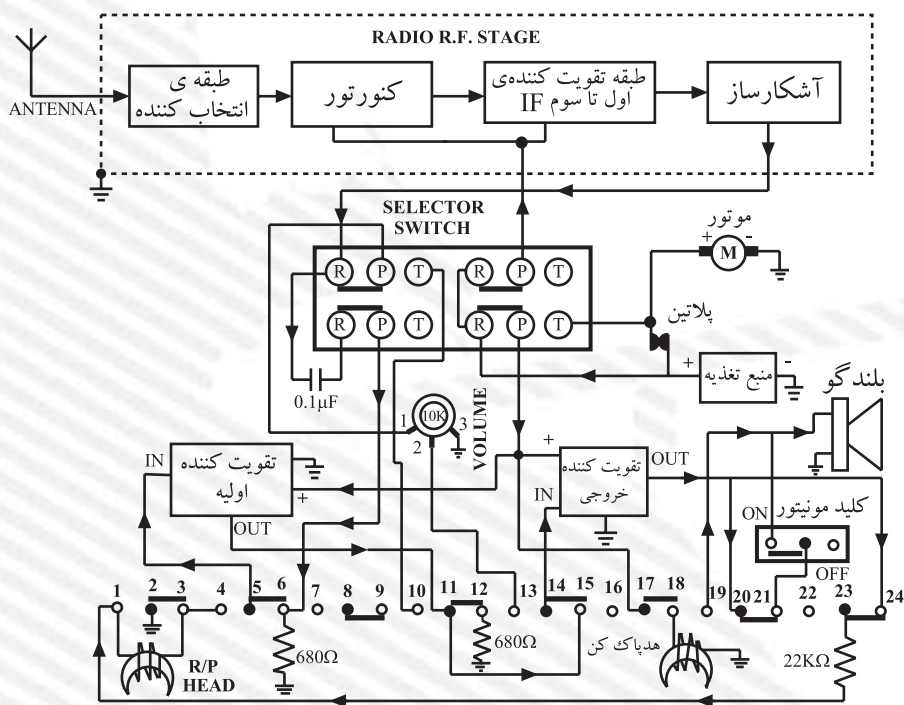 RADIO R.F. STAGE
ANTENNA
طبقه ی
انتخاب کننده
کنورتور
طبقه تقویت کننده‌ی
اول تا سوم IF
آشکارساز
SELECTOR
SWITCH
موتور
+ -
M
R P T R P T
R P T R P T
پلاتین
0.1µF
+ منبع تغذیه -
بلندگو
1 10K 3
2
VOLUME
IN
تقویت کننده
اولیه
+
OUT
+
تقویت کننده
خروجی
IN
OUT
کلید مونیتور
ON
OFF
1 2 3 4 5 6 7 8 9 10 11 12 13 14 15 16 17 18 19 20 21 22 23 24
R/P
HEAD
680Ω
680Ω
هدپاک کن
22KΩ